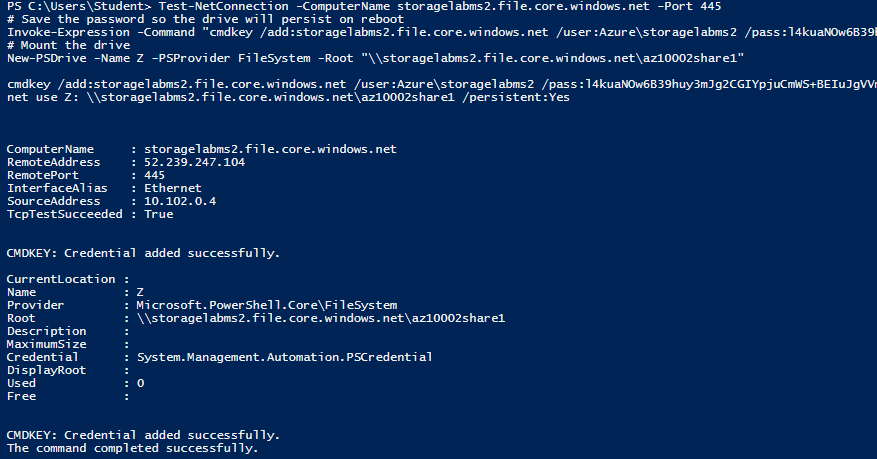 PS C:\Users\Student> Test-NetConnection -ComputerName storagelabms2.file.core.windows.net -Port 445
# Save the password so the drive will persist on reboot
Invoke-Expression -Command "cmdkey /add:storagelabms2.file.core.windows.net /user:Azure\storagelabms2 /pass:l4kuaNOw6B39h
# Mount the drive
New-PSDrive -Name Z -PSProvider FileSystem -Root "\\storagelabms2.file.core.windows.net\az10002share1"
cmdkey /add:storagelabms2.file.core.windows.net /user:Azure\storagelabms2 /pass:l4kuaNOw6B39huy3mJg2CGIYpjuCmWS+BEIuJgVV
net use Z: \\storagelabms2.file.core.windows.net\az10002share1 /persistent:Yes
ComputerName : storagelabms2.file.core.windows.net
RemoteAddress : 52.239.247.104
RemotePort : 445
InterfaceAlias : Ethernet
SourceAddress : 10.102.0.4
TcpTestSucceeded : True
CMDKEY: Credential added successfully.
CurrentLocation :
Name : Z
Provider : Microsoft.PowerShell.Core\FileSystem
Root : \\storagelabms2.file.core.windows.net\az10002share1
Description :
MaximumSize :
Credential : System.Management.Automation.PSCredential
DisplayRoot :
Used : 0
Free :
CMDKEY: Credential added successfully.
The command completed successfully.